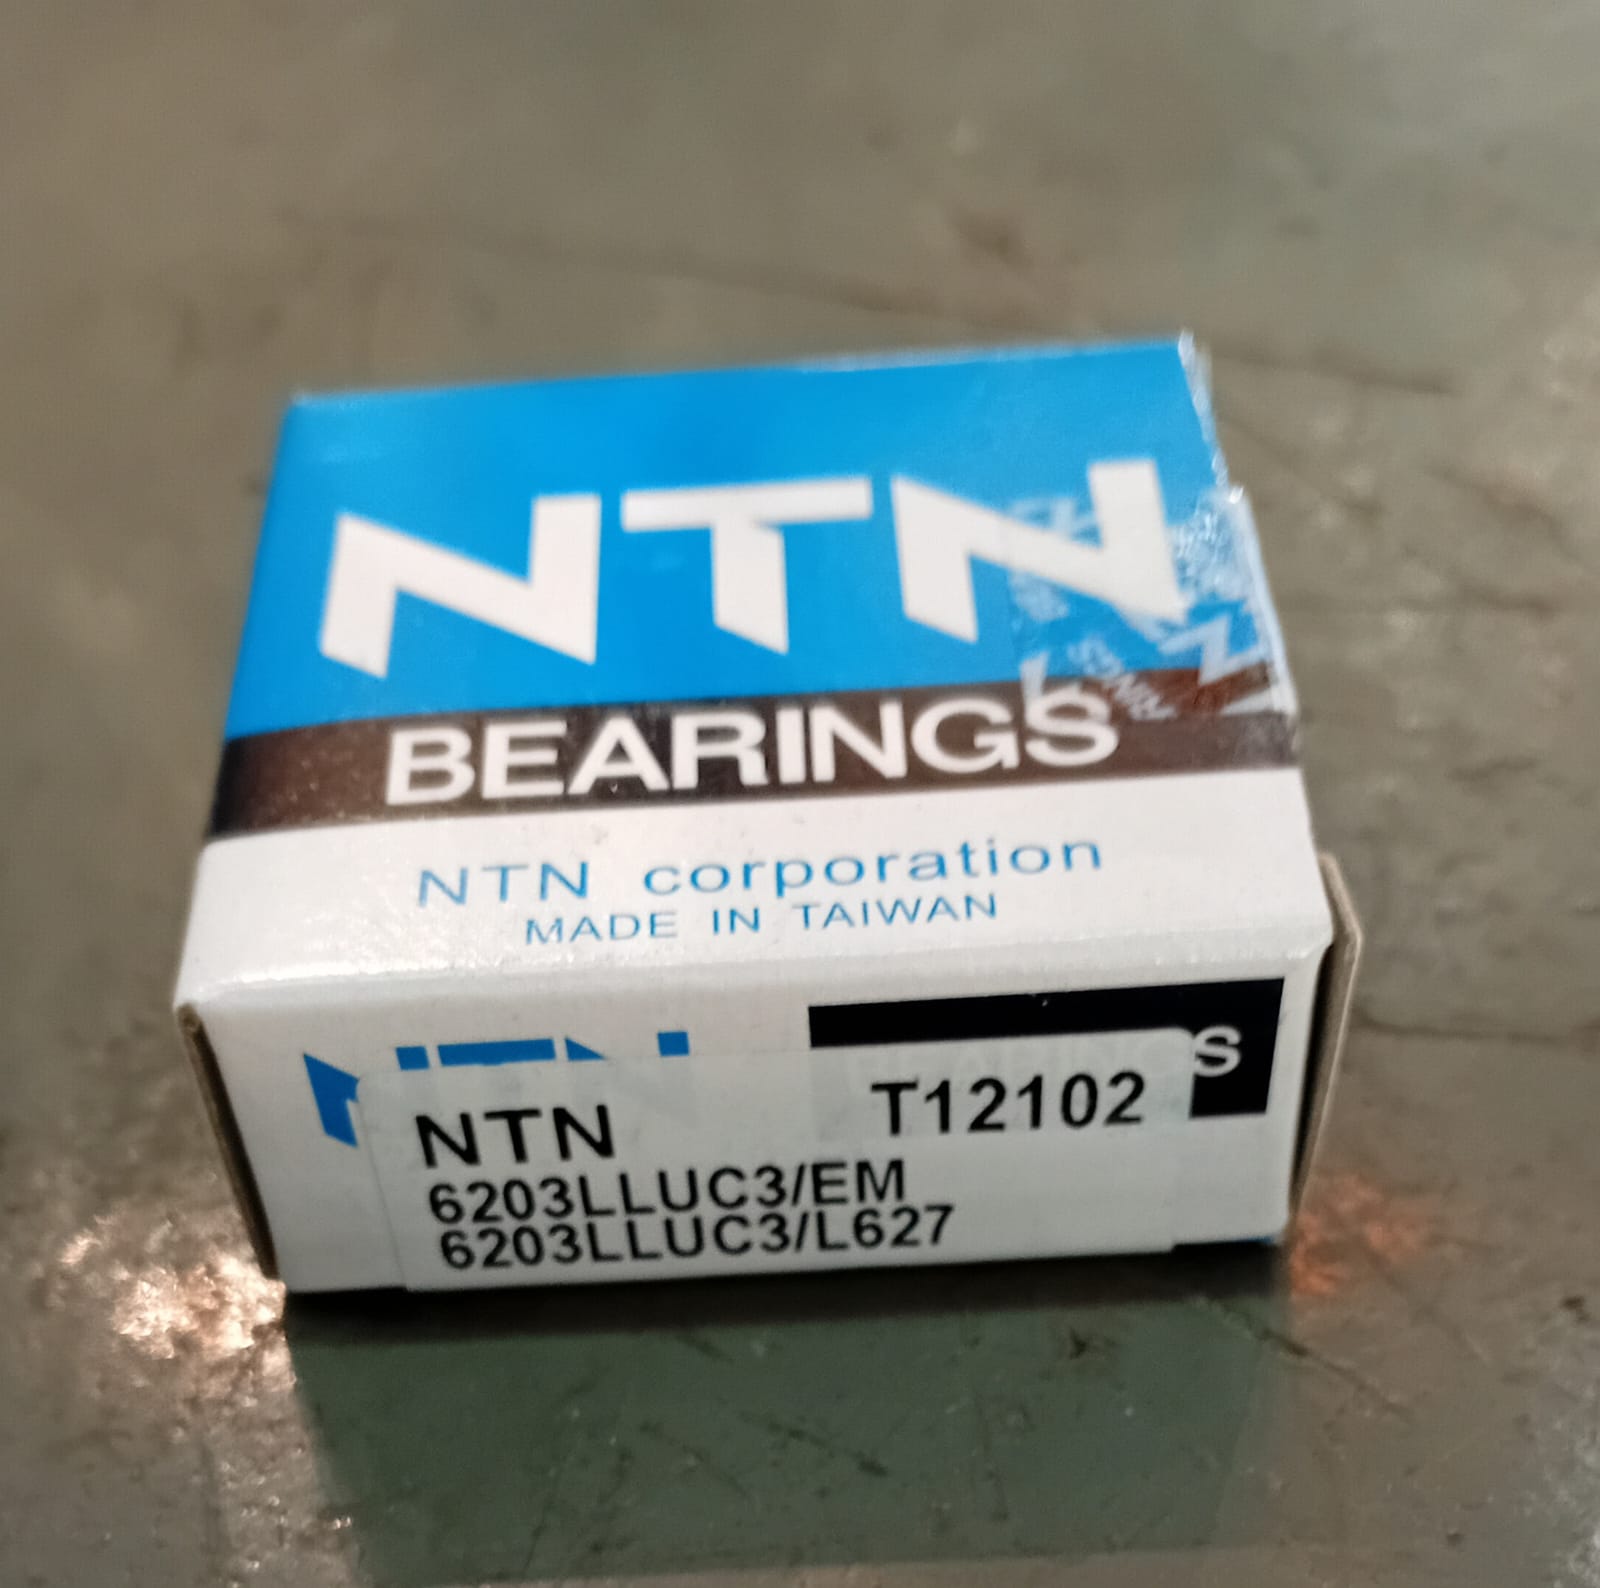 NTN
BEARINGS
NTN corporation
MADE IN TAIWAN
NTN T12102
6203LLUC3/EM
6203LLUC3/L627